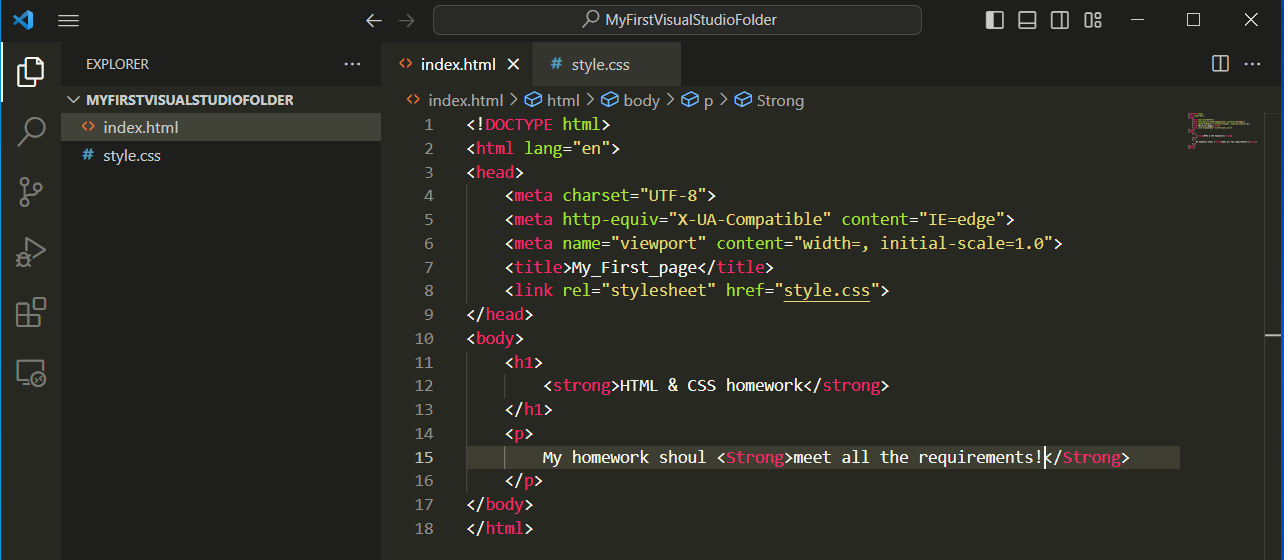 MyFirstVisualStudioFolder
EXPLORER
index.html
style.css
MYFIRSTVISUALSTUDIOFOLDER
index.html
style.css
index.html > html > body > p > Strong
1 <!DOCTYPE html>
2 <html lang="en">
3 <head>
4 <meta charset="UTF-8">
5 <meta http-equiv="X-UA-Compatible" content="IE=edge">
6 <meta name="viewport" content="width=, initial-scale=1.0">
7 <title>My_First_page</title>
8 <link rel="stylesheet" href="style.css">
9 </head>
10 <body>
11 <h1>
12 <strong>HTML & CSS homework</strong>
13 </h1>
14 <p>
15 My homework shoul <Strong>meet all the requirements!</Strong>
16 </p>
17 </body>
18 </html>